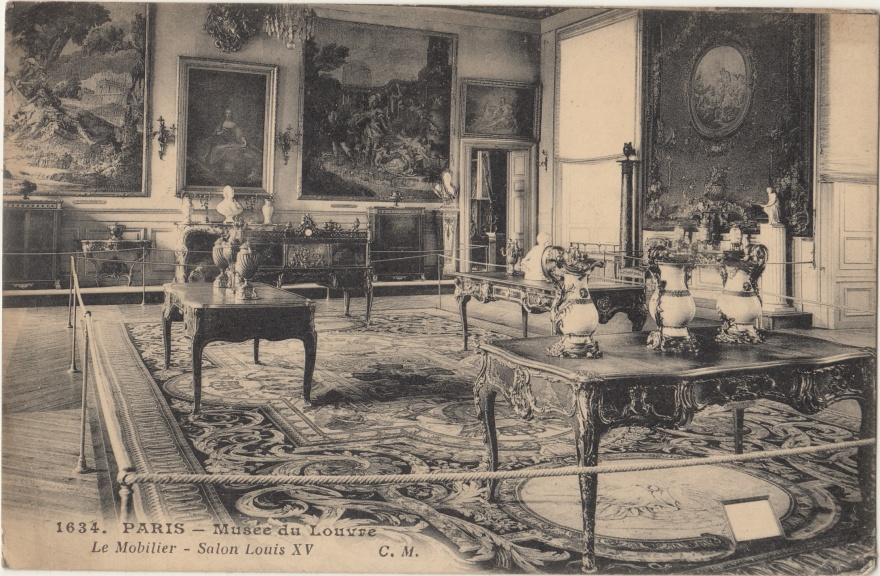 1634. PARIS – Musée du Louvre
Le Mobilier - Salon Louis XV C. M.